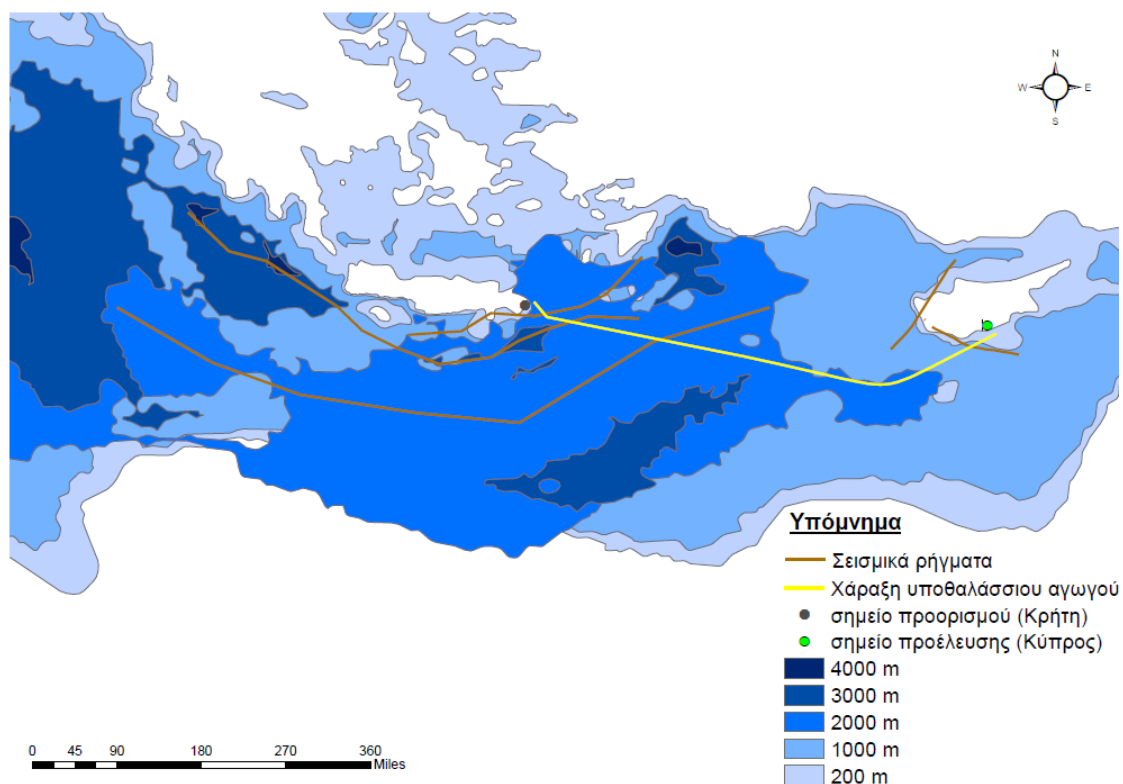 N
W E
S
Υπόμνημα
Σεισμικά ρήγματα
Χάραξη υποθαλάσσιου αγωγού
σημείο προορισμού (Κρήτη)
σημείο προέλευσης (Κύπρος)
4000 m
3000 m
2000 m
1000 m
200 m
0 45 90 180 270 360
Miles